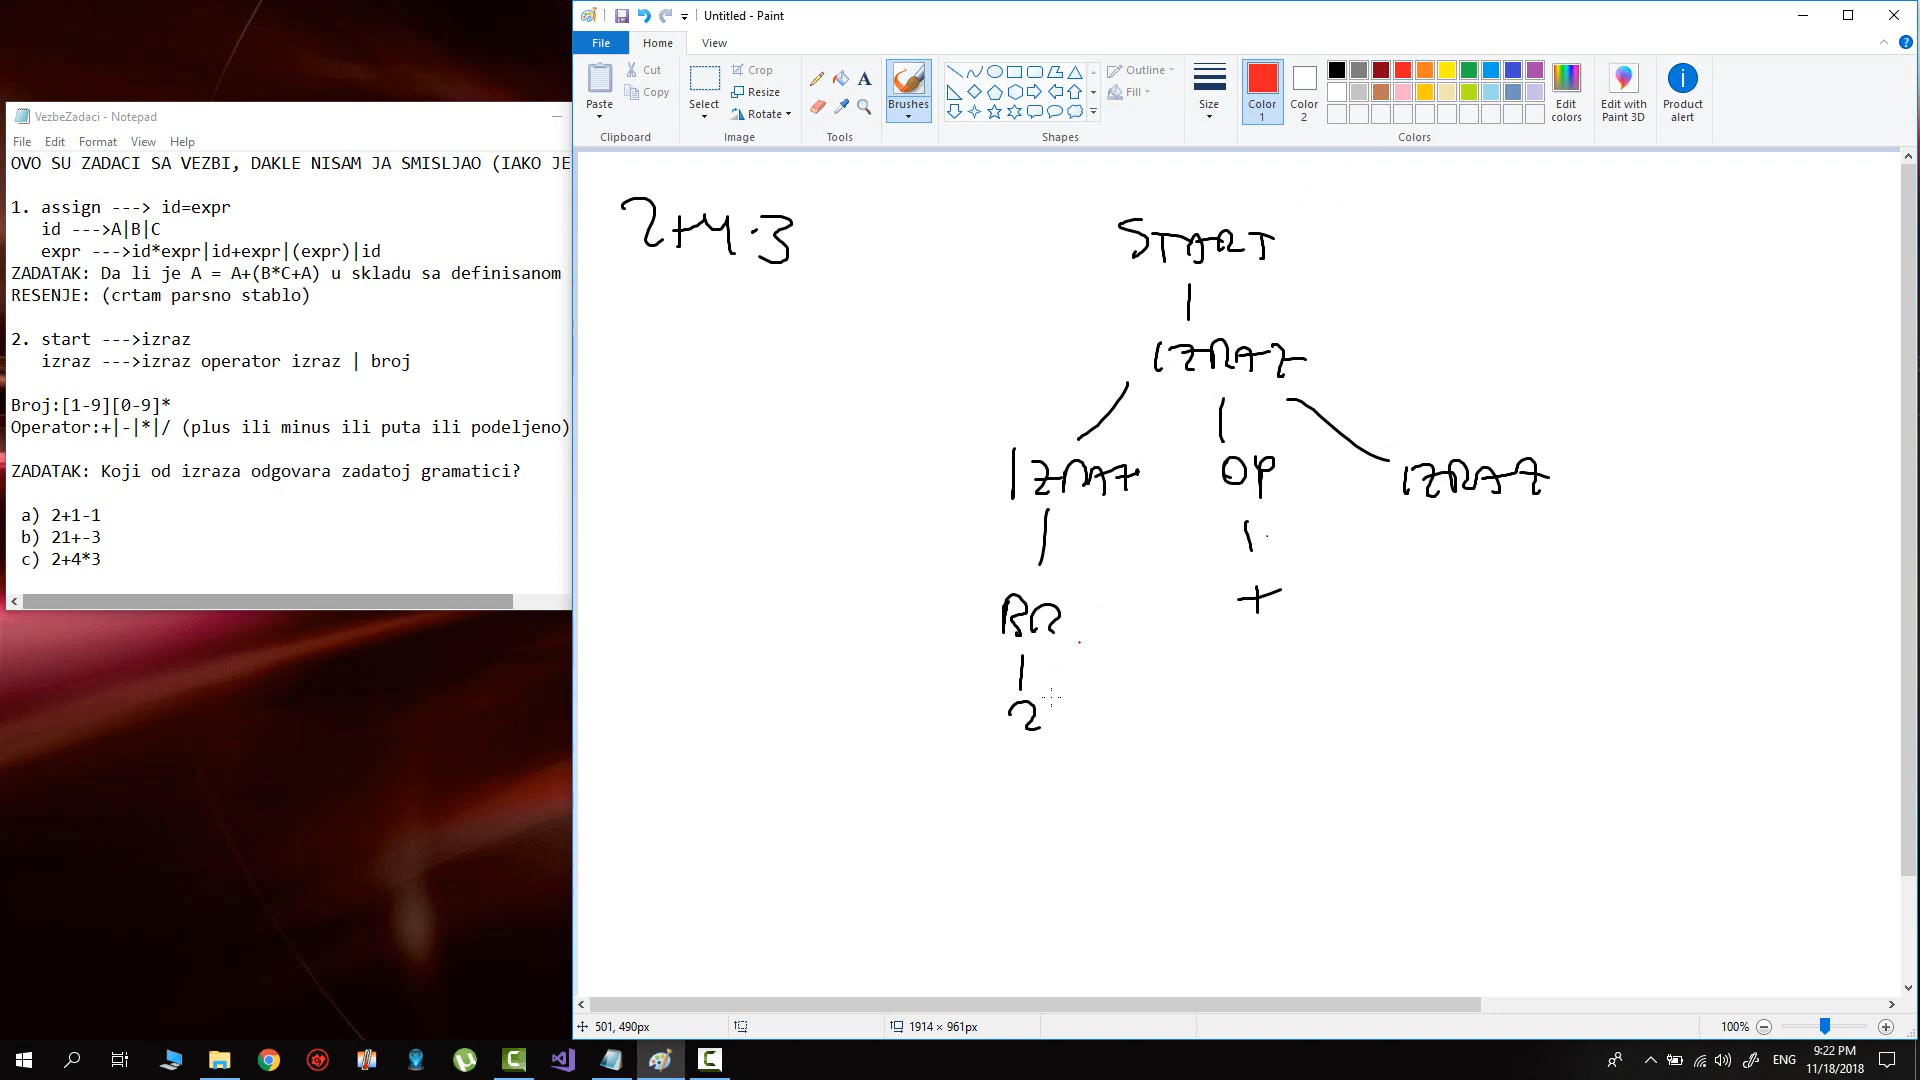 Untitled - Paint
File Home View
Paste
Cut
Copy
Clipboard
Select
Crop
Resize
Rotate
Image
Tools
Brushes
Shapes
Outline
Fill
Size
Color 1
Color 2
Edit colors
Colors
Edit with Paint 3D
Product alert
VezbeZadaci - Notepad
File Edit Format View Help
OVO SU ZADACI SA VEZBI, DAKLE NISAM JA SMISLJAO (IAKO JE
1. assign ---> id=expr
id --->A|B|C
expr --->id*expr|id+expr|(expr)|id
ZADATAK: Da li je A = A+(B*C+A) u skladu sa definisanom
RESENJE: (crtam parsno stablo)
2. start --->izraz
izraz --->izraz operator izraz | broj
Broj:[1-9][0-9]*
Operator:+|-|*|/ (plus ili minus ili puta ili podeljeno)
ZADATAK: Koji od izraza odgovara zadatoj gramatici?
a) 2+1-1
b) 21+-3
c) 2+4*3
2+4·3
START
IZRAZ
IZRAZ OP IZRAZ
BR +
2
501, 490px
1914 × 961px
100%
ENG
9:22 PM
11/18/2018